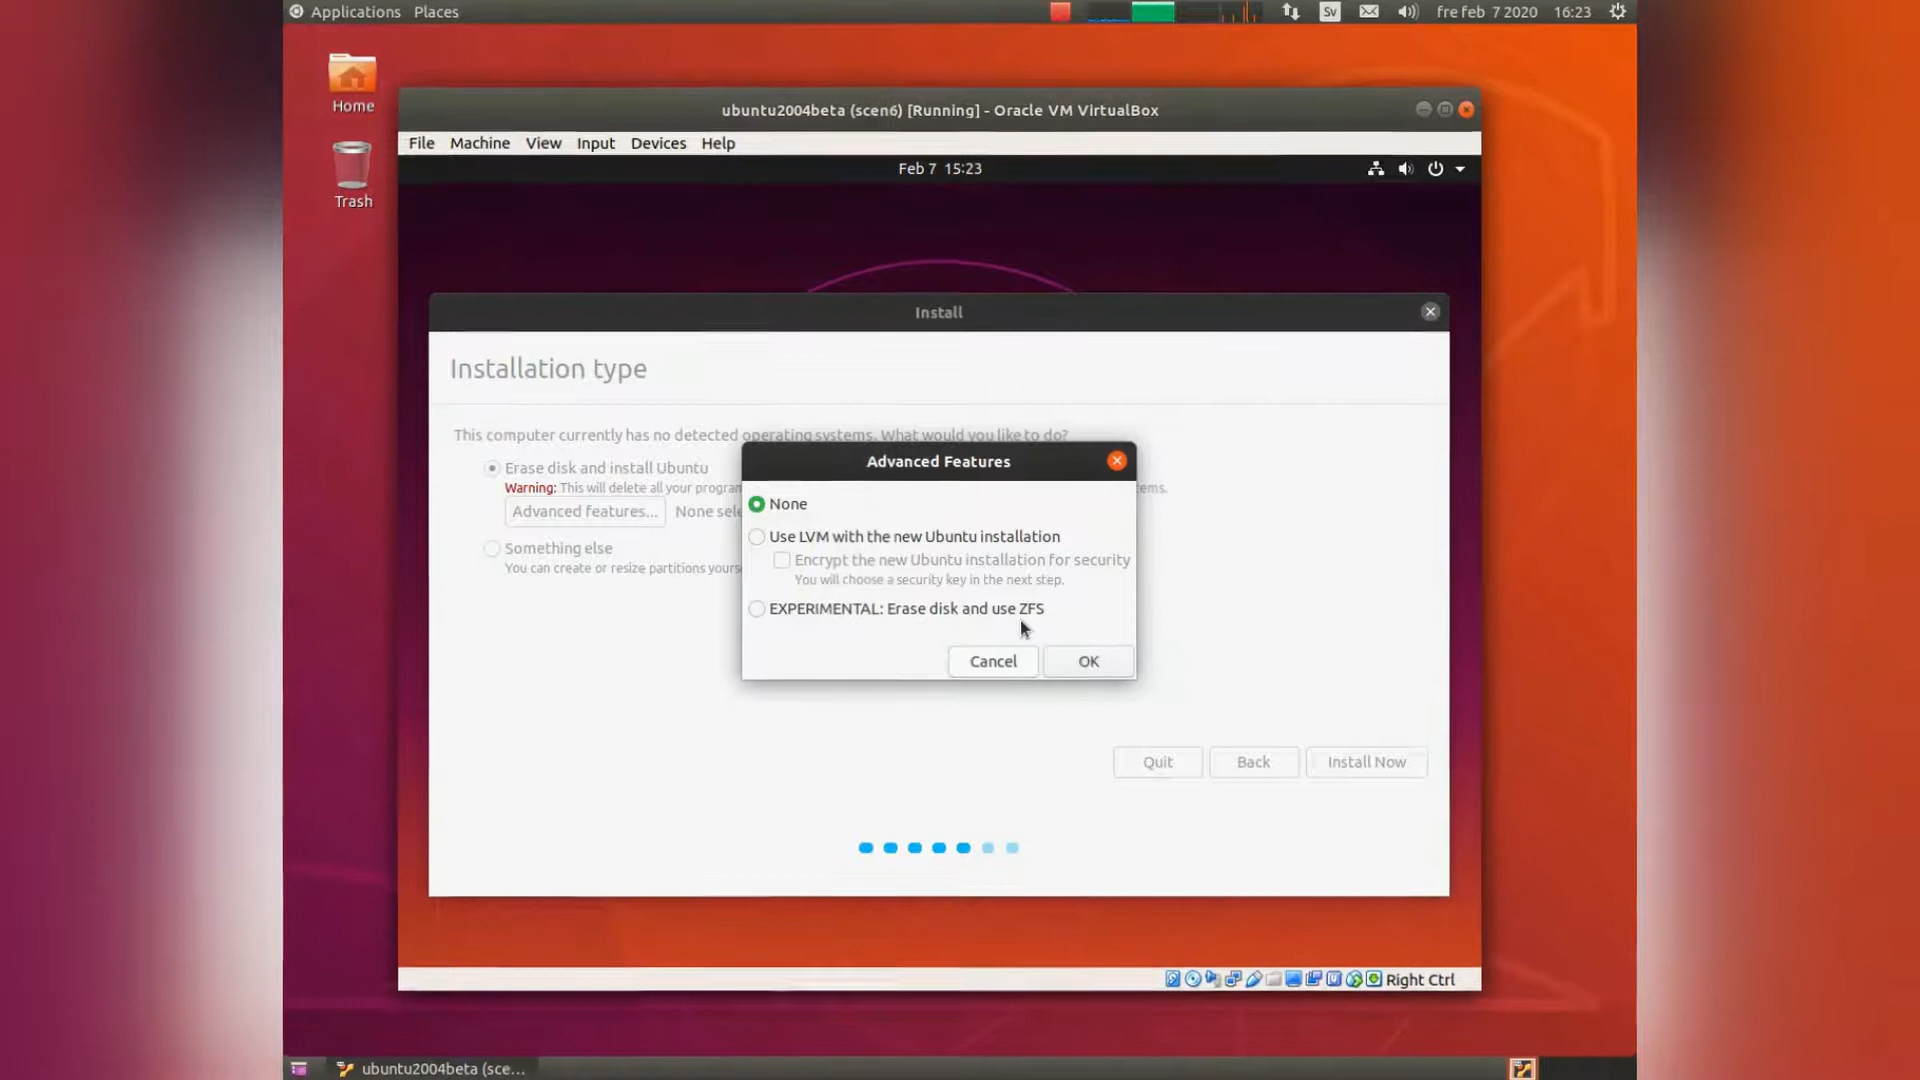 Applications Places
Sv fre feb 7 2020 16:23
Home
Trash
ubuntu2004beta (scen6) [Running] - Oracle VM VirtualBox
File Machine View Input Devices Help
Feb 7 15:23
Install
Installation type
This computer currently has no detected operating systems. What would you like to do?
Erase disk and install Ubuntu
Warning: This will delete all your program
ems.
Advanced features... None sele
Something else
You can create or resize partitions yourse
Advanced Features
None
Use LVM with the new Ubuntu installation
Encrypt the new Ubuntu installation for security
You will choose a security key in the next step.
EXPERIMENTAL: Erase disk and use ZFS
Cancel OK
Quit Back Install Now
Right Ctrl
ubuntu2004beta (sce...